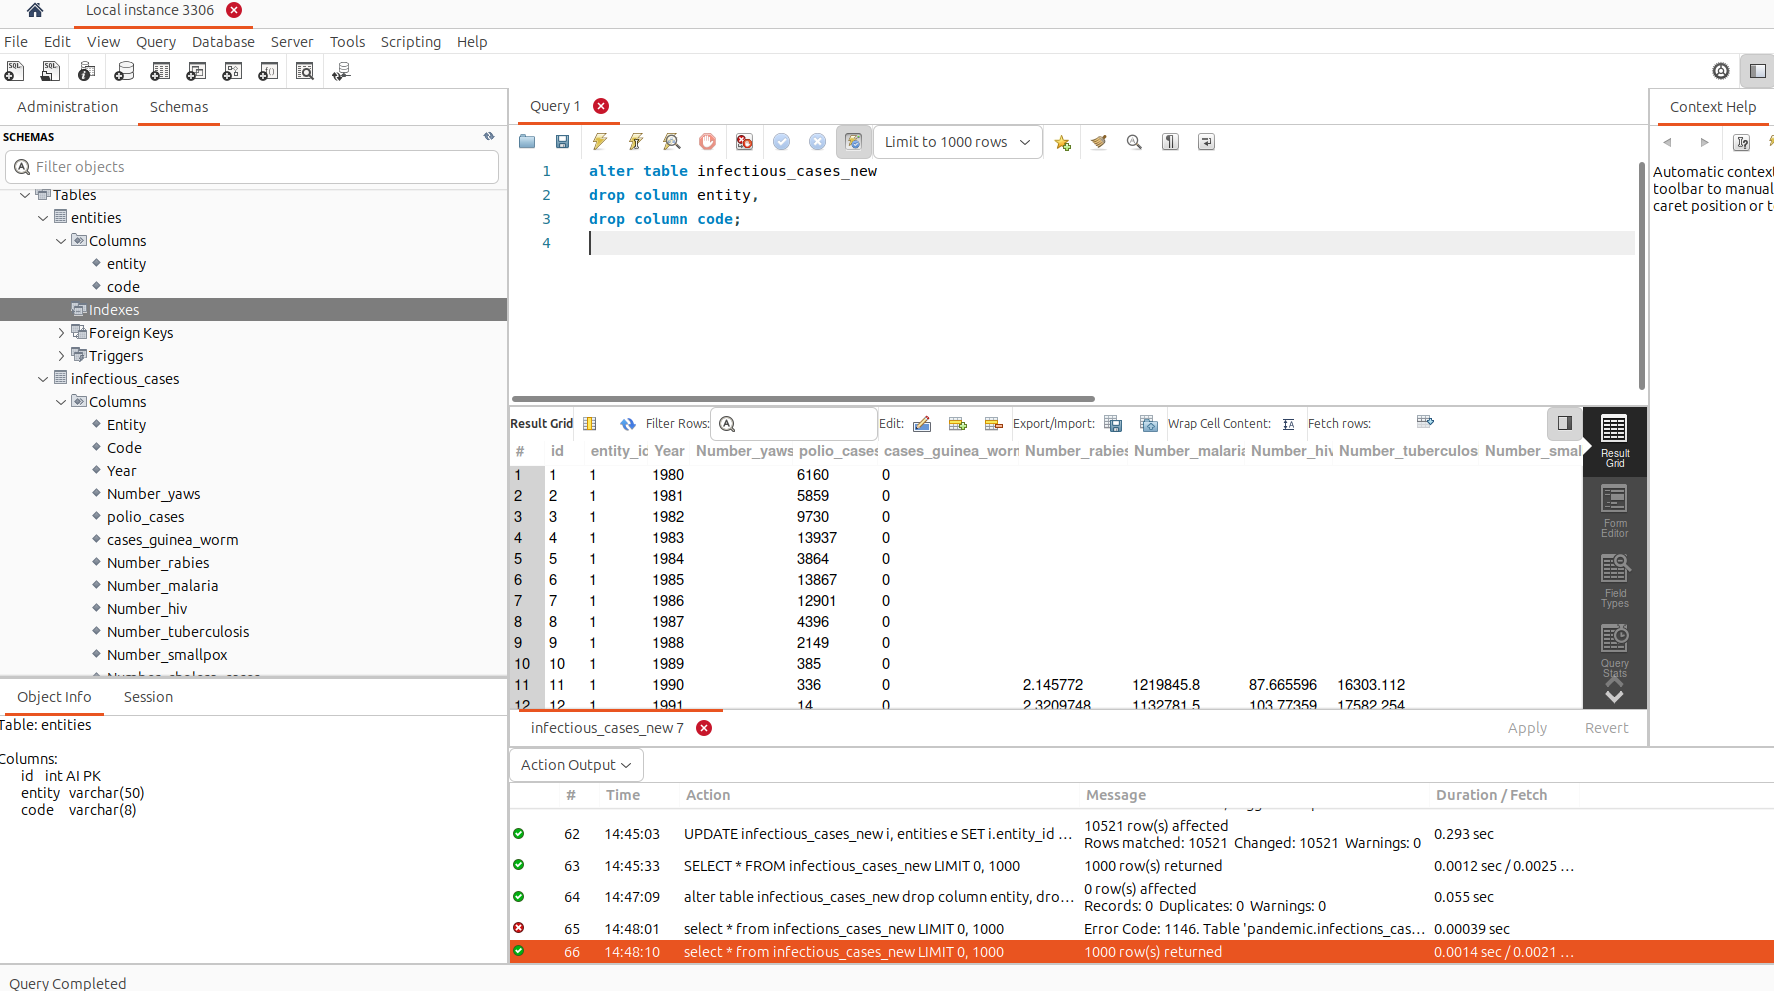 Local instance 3306
File Edit View Query Database Server Tools Scripting Help
Administration Schemas
SCHEMAS
Filter objects
Tables
entities
Columns
entity
code
Indexes
Foreign Keys
Triggers
infectious_cases
Columns
Entity
Code
Year
Number_yaws
polio_cases
cases_guinea_worm
Number_rabies
Number_malaria
Number_hiv
Number_tuberculosis
Number_smallpox
Object Info Session
Table: entities
Columns:
id int AI PK
entity varchar(50)
code varchar(8)
Query 1
Limit to 1000 rows
1 alter table infectious_cases_new
2 drop column entity,
3 drop column code;
4
Result Grid Filter Rows: Edit: Export/Import: Wrap Cell Content: Fetch rows:
# id entity_id Year Number_yaws polio_cases cases_guinea_worm Number_rabies Number_malaria Number_hiv Number_tuberculos Number_smal
1 1 1 1980 6160 0
2 2 1 1981 5859 0
3 3 1 1982 9730 0
4 4 1 1983 13937 0
5 5 1 1984 3864 0
6 6 1 1985 13867 0
7 7 1 1986 12901 0
8 8 1 1987 4396 0
9 9 1 1988 2149 0
10 10 1 1989 385 0
11 11 1 1990 336 0 2.145772 1219845.8 87.665596 16303.112
12 12 1 1991 14 0 2.3209748 1132781.5 103.77359 17582.254
Result
Grid
Form
Editor
Field
Types
Query
Stats
infectious_cases_new 7
Apply Revert
Action Output
# Time Action Message Duration / Fetch
62 14:45:03 UPDATE infectious_cases_new i, entities e SET i.entity_id ... 10521 row(s) affected
Rows matched: 10521 Changed: 10521 Warnings: 0 0.293 sec
63 14:45:33 SELECT * FROM infectious_cases_new LIMIT 0, 1000 1000 row(s) returned 0.0012 sec / 0.0025 ...
64 14:47:09 alter table infectious_cases_new drop column entity, dro... 0 row(s) affected
Records: 0 Duplicates: 0 Warnings: 0 0.055 sec
65 14:48:01 select * from infections_cases_new LIMIT 0, 1000 Error Code: 1146. Table 'pandemic.infections_cas... 0.00039 sec
66 14:48:10 select * from infectious_cases_new LIMIT 0, 1000 1000 row(s) returned 0.0014 sec / 0.0021 ...
Context Help
Automatic context
toolbar to manual
caret position or t
Query Completed